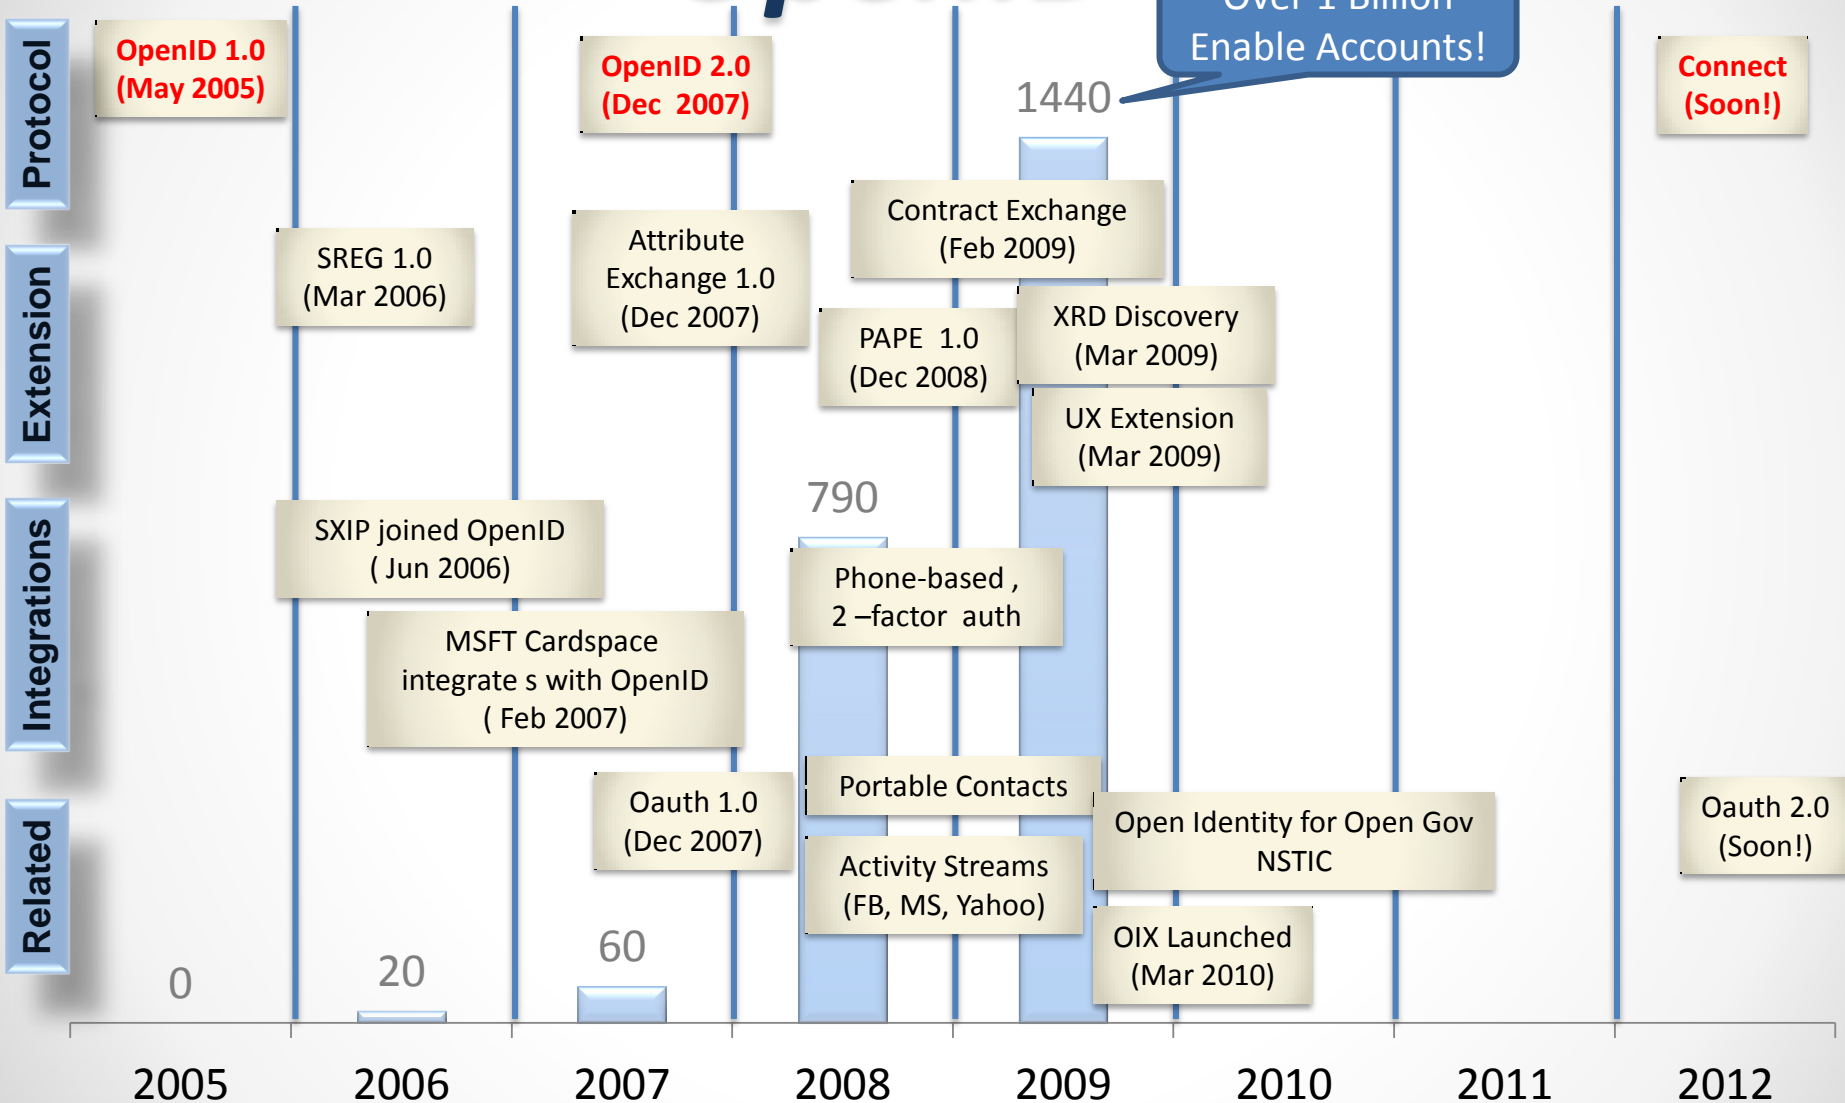 Over 1 Billion
Enable Accounts!
Protocol
OpenID 1.0
(May 2005)
OpenID 2.0
(Dec  2007)
1440
Connect
(Soon!)
Extension
SREG 1.0
(Mar 2006)
Attribute
Exchange 1.0
(Dec 2007)
Contract Exchange
(Feb 2009)
PAPE  1.0
(Dec 2008)
XRD Discovery
(Mar 2009)
UX Extension
(Mar 2009)
790
Integrations
SXIP joined OpenID
( Jun 2006)
MSFT Cardspace
integrate s with OpenID
( Feb 2007)
Phone-based ,
2 –factor  auth
Related
Oauth 1.0
(Dec 2007)
Portable Contacts
Activity Streams
(FB, MS, Yahoo)
Open Identity for Open Gov
NSTIC
OIX Launched
(Mar 2010)
Oauth 2.0
(Soon!)
0
20
60
2005
2006
2007
2008
2009
2010
2011
2012